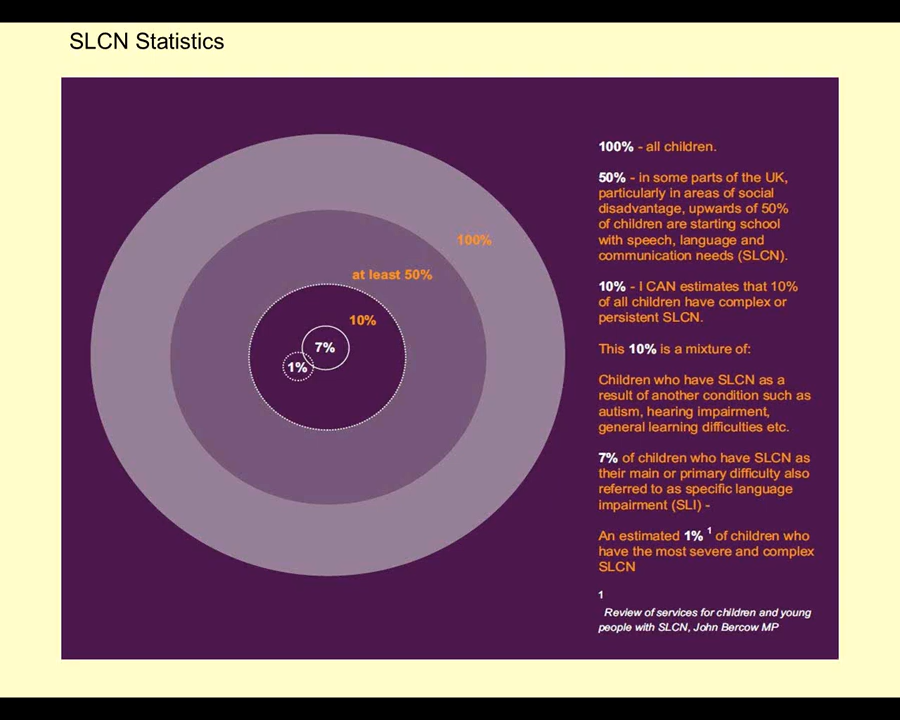 SLCN Statistics
100%
at least 50%
10%
7%
1%
100% - all children.
50% - in some parts of the UK,
particularly in areas of social
disadvantage, upwards of 50%
of children are starting school
with speech, language and
communication needs (SLCN).
10% - I CAN estimates that 10%
of all children have complex or
persistent SLCN.
This 10% is a mixture of:
Children who have SLCN as a
result of another condition such as
autism, hearing impairment,
general learning difficulties etc.
7% of children who have SLCN as
their main or primary difficulty also
referred to as specific language
impairment (SLI) -
An estimated 1% 1 of children who
have the most severe and complex
SLCN
1
Review of services for children and young
people with SLCN, John Bercow MP